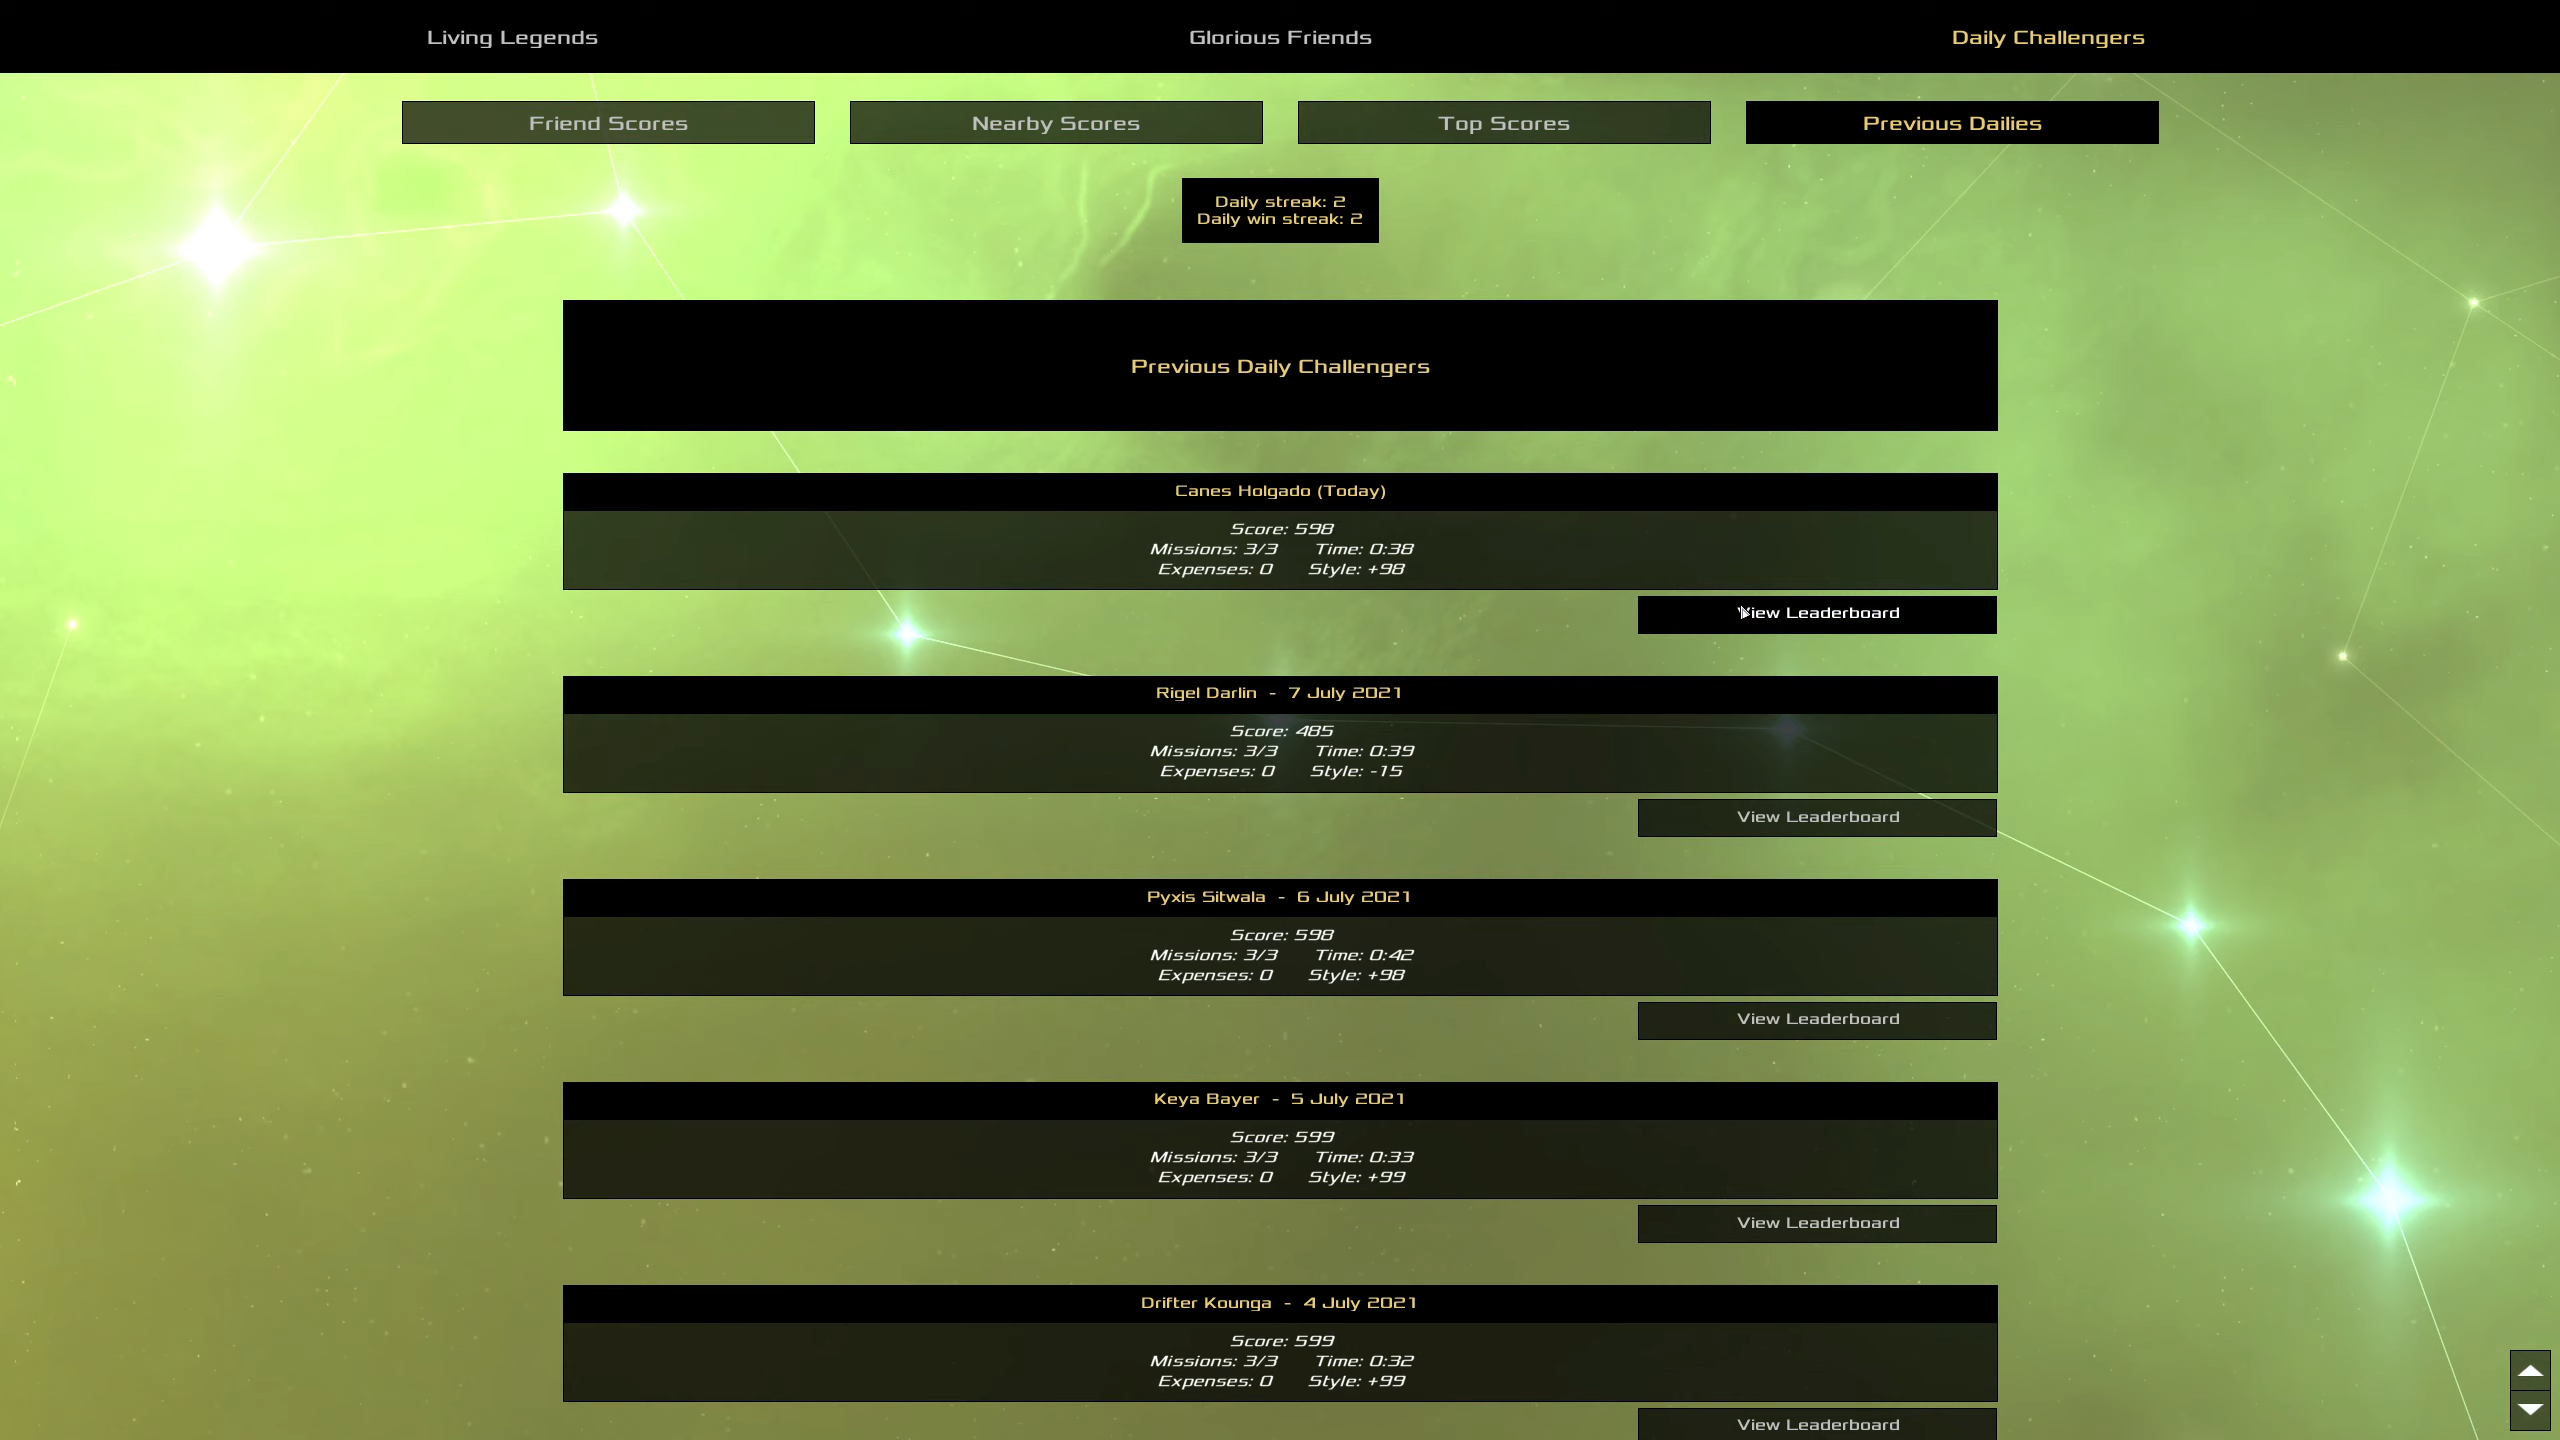 Living Legends
Glorious Friends
Daily Challengers
Friend Scores
Nearby Scores
Top Scores
Previous Dailies
Daily streak: 2
Daily win streak: 2
Previous Daily Challengers
Canes Holgado (Today)
Score: 598
Missions: 3/3 Time: 0:38
Expenses: 0 Style: +98
View Leaderboard
Rigel Darlin - 7 July 2021
Score: 485
Missions: 3/3 Time: 0:39
Expenses: 0 Style: -15
View Leaderboard
Pyxis Sitwala - 6 July 2021
Score: 598
Missions: 3/3 Time: 0:42
Expenses: 0 Style: +98
View Leaderboard
Keya Bayer - 5 July 2021
Score: 599
Missions: 3/3 Time: 0:33
Expenses: 0 Style: +99
View Leaderboard
Drifter Kounga - 4 July 2021
Score: 599
Missions: 3/3 Time: 0:32
Expenses: 0 Style: +99
View Leaderboard